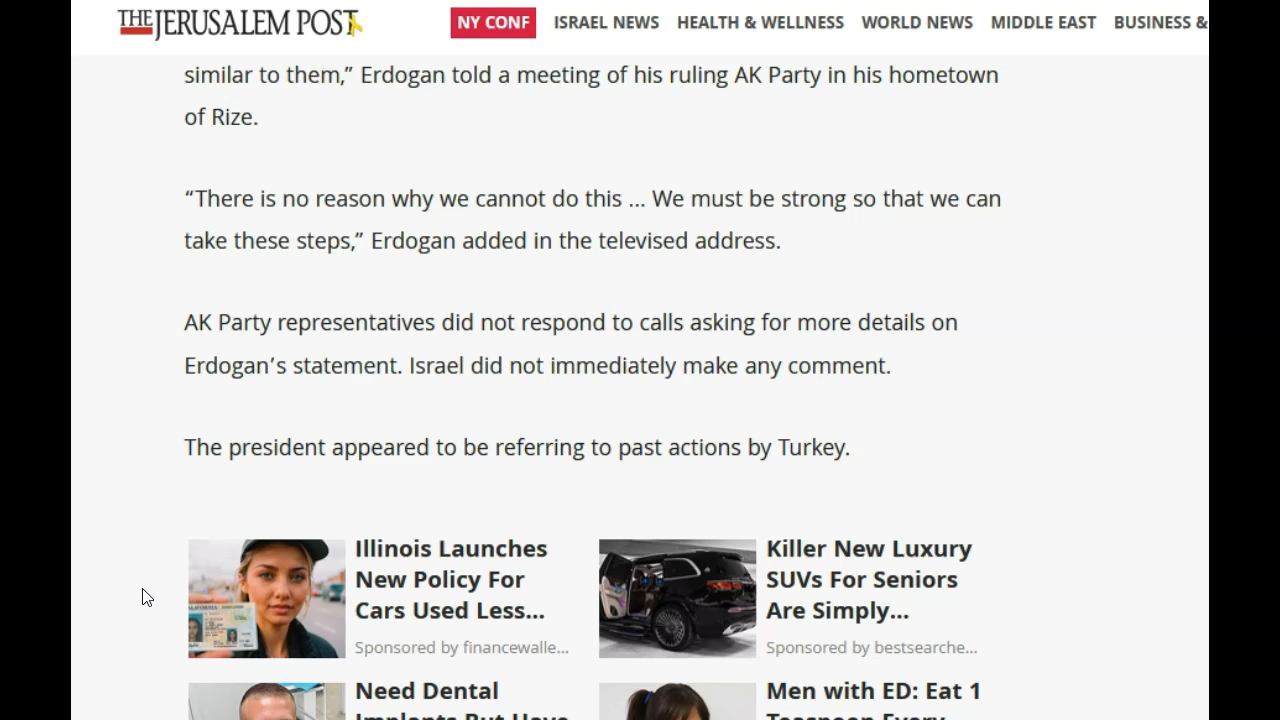 THE JERUSALEM POST
NY CONF ISRAEL NEWS HEALTH & WELLNESS WORLD NEWS MIDDLE EAST BUSINESS &
similar to them,” Erdogan told a meeting of his ruling AK Party in his hometown
of Rize.
“There is no reason why we cannot do this ... We must be strong so that we can
take these steps,” Erdogan added in the televised address.
AK Party representatives did not respond to calls asking for more details on
Erdogan’s statement. Israel did not immediately make any comment.
The president appeared to be referring to past actions by Turkey.
Illinois Launches
New Policy For
Cars Used Less...
Sponsored by financewalle...
Killer New Luxury
SUVs For Seniors
Are Simply...
Sponsored by bestsearche...
Need Dental
Implants But Have
Men with ED: Eat 1
Teaspoon Every